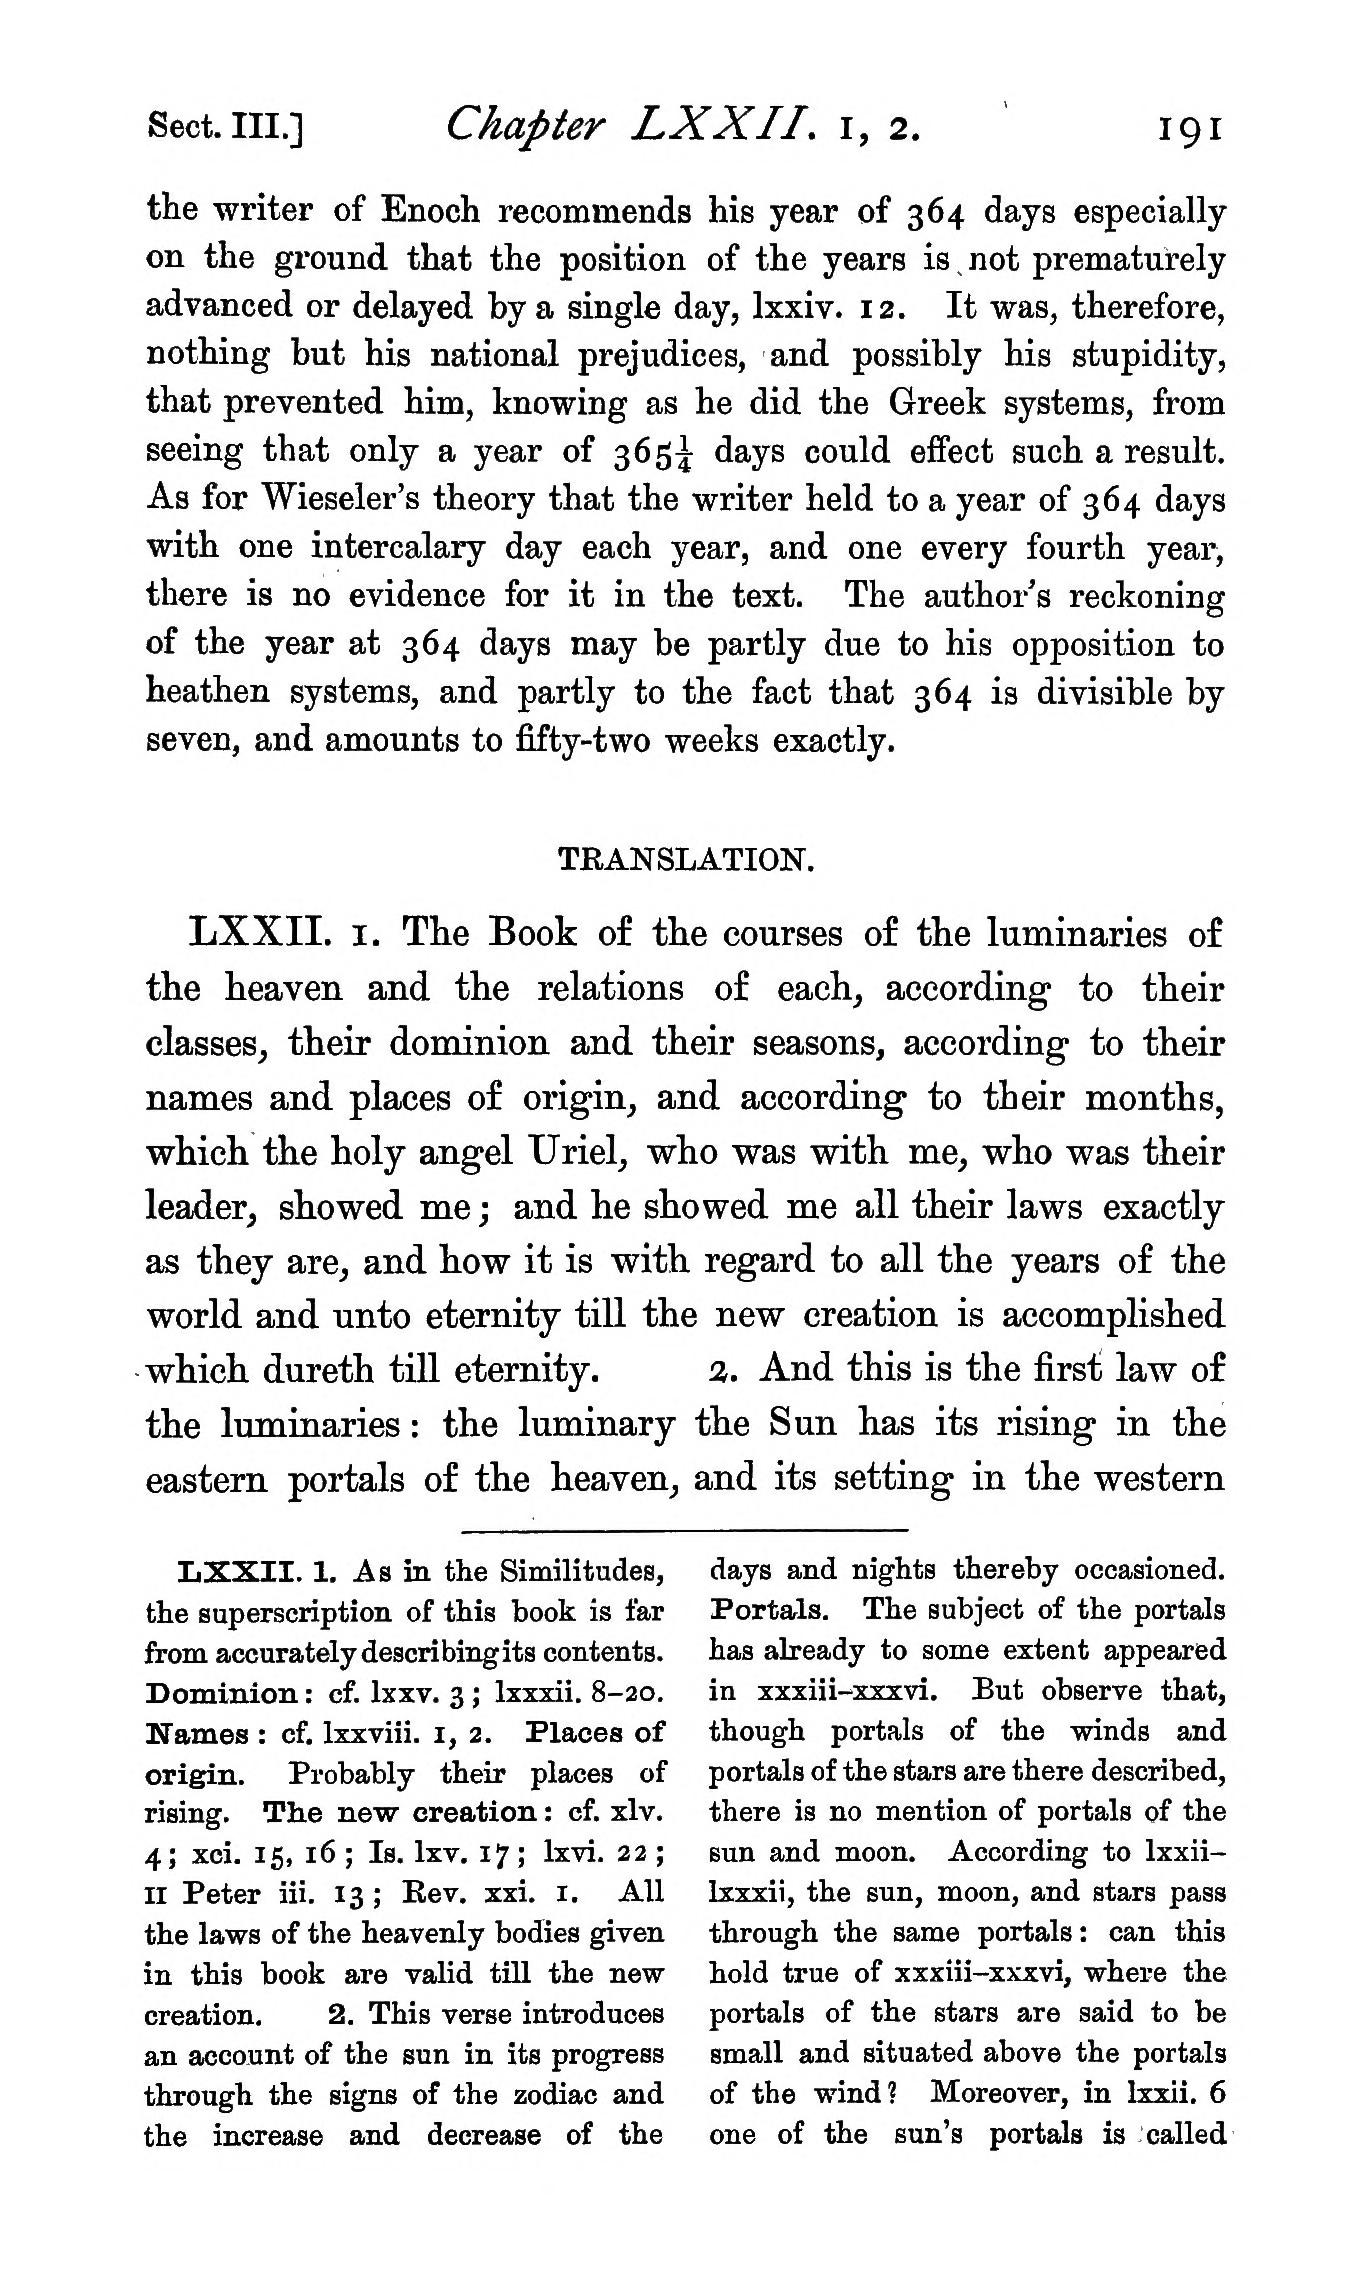 Sect. III.] Chapter LXXII. 1, 2. 191
the writer of Enoch recommends his year of 364 days especially
on the ground that the position of the years is not prematurely
advanced or delayed by a single day, lxxiv. 12. It was, therefore,
nothing but his national prejudices, and possibly his stupidity,
that prevented him, knowing as he did the Greek systems, from
seeing that only a year of 365¼ days could effect such a result.
As for Wieseler's theory that the writer held to a year of 364 days
with one intercalary day each year, and one every fourth year,
there is no evidence for it in the text. The author's reckoning
of the year at 364 days may be partly due to his opposition to
heathen systems, and partly to the fact that 364 is divisible by
seven, and amounts to fifty-two weeks exactly.
TRANSLATION.
LXXII. 1. The Book of the courses of the luminaries of
the heaven and the relations of each, according to their
classes, their dominion and their seasons, according to their
names and places of origin, and according to their months,
which the holy angel Uriel, who was with me, who was their
leader, showed me; and he showed me all their laws exactly
as they are, and how it is with regard to all the years of the
world and unto eternity till the new creation is accomplished
which dureth till eternity. 2. And this is the first law of
the luminaries: the luminary the Sun has its rising in the
eastern portals of the heaven, and its setting in the western
LXXII. 1. As in the Similitudes,
the superscription of this book is far
from accurately describing its contents.
Dominion: cf. lxxv. 3; lxxxii. 8–20.
Names: cf. lxxviii. 1, 2. Places of
origin. Probably their places of
rising. The new creation: cf. xlv.
4; xci. 15, 16; Is. lxv. 17; lxvi. 22;
II Peter iii. 13; Rev. xxi. 1. All
the laws of the heavenly bodies given
in this book are valid till the new
creation. 2. This verse introduces
an account of the sun in its progress
through the signs of the zodiac and
the increase and decrease of the
days and nights thereby occasioned.
Portals. The subject of the portals
has already to some extent appeared
in xxxiii–xxxvi. But observe that,
though portals of the winds and
portals of the stars are there described,
there is no mention of portals of the
sun and moon. According to lxxii–
lxxxii, the sun, moon, and stars pass
through the same portals: can this
hold true of xxxiii–xxxvi, where the
portals of the stars are said to be
small and situated above the portals
of the wind? Moreover, in lxxii. 6
one of the sun's portals is called